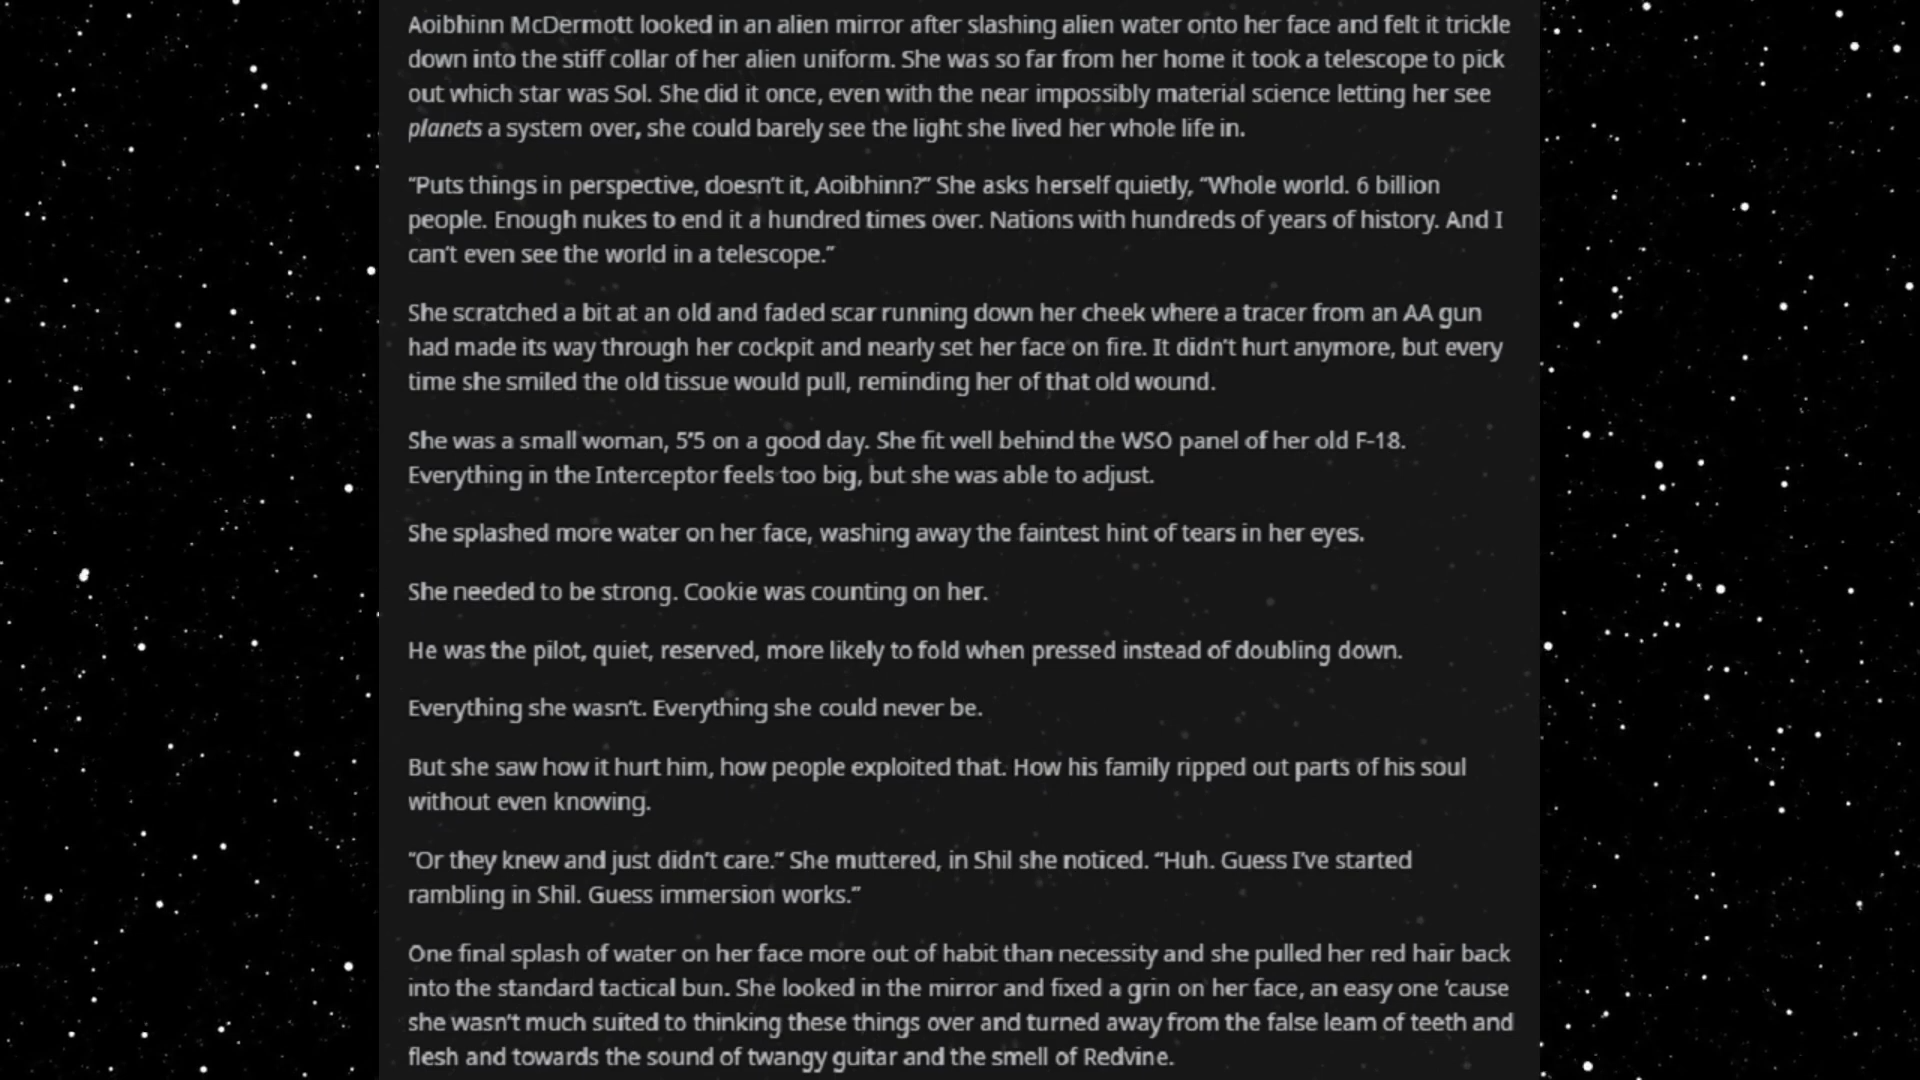 Aoibhinn McDermott looked in an alien mirror after slashing alien water onto her face and felt it trickle
down into the stiff collar of her alien uniform. She was so far from her home it took a telescope to pick
out which star was Sol. She did it once, even with the near impossibly material science letting her see
planets a system over, she could barely see the light she lived her whole life in.
“Puts things in perspective, doesn’t it, Aoibhinn?” She asks herself quietly, “Whole world. 6 billion
people. Enough nukes to end it a hundred times over. Nations with hundreds of years of history. And I
can’t even see the world in a telescope.”
She scratched a bit at an old and faded scar running down her cheek where a tracer from an AA gun
had made its way through her cockpit and nearly set her face on fire. It didn’t hurt anymore, but every
time she smiled the old tissue would pull, reminding her of that old wound.
She was a small woman, 5’5 on a good day. She fit well behind the WSO panel of her old F-18.
Everything in the Interceptor feels too big, but she was able to adjust.
She splashed more water on her face, washing away the faintest hint of tears in her eyes.
She needed to be strong. Cookie was counting on her.
He was the pilot, quiet, reserved, more likely to fold when pressed instead of doubling down.
Everything she wasn’t. Everything she could never be.
But she saw how it hurt him, how people exploited that. How his family ripped out parts of his soul
without even knowing.
“Or they knew and just didn’t care.” She muttered, in Shil she noticed. “Huh. Guess I’ve started
rambling in Shil. Guess immersion works.”
One final splash of water on her face more out of habit than necessity and she pulled her red hair back
into the standard tactical bun. She looked in the mirror and fixed a grin on her face, an easy one ‘cause
she wasn’t much suited to thinking these things over and turned away from the false leam of teeth and
flesh and towards the sound of twangy guitar and the smell of Redvine.